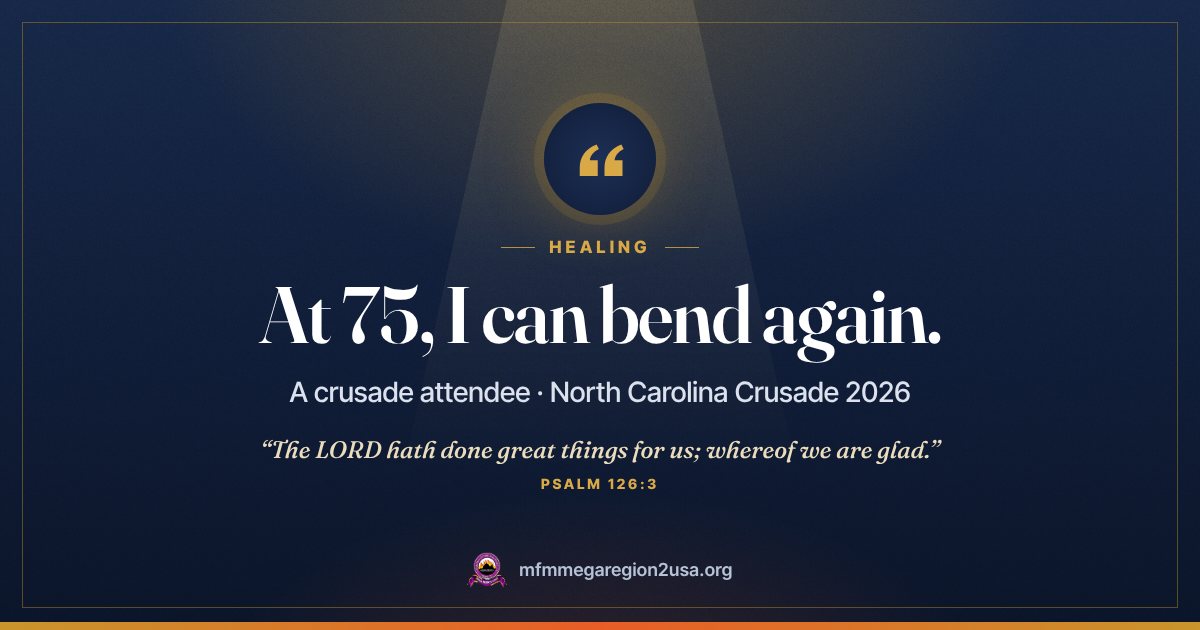 “
HEALING
At 75, I can bend again.
A crusade attendee · North Carolina Crusade 2026
“The LORD hath done great things for us; whereof we are glad.”
PSALM 126:3
mfmmegaregion2usa.org